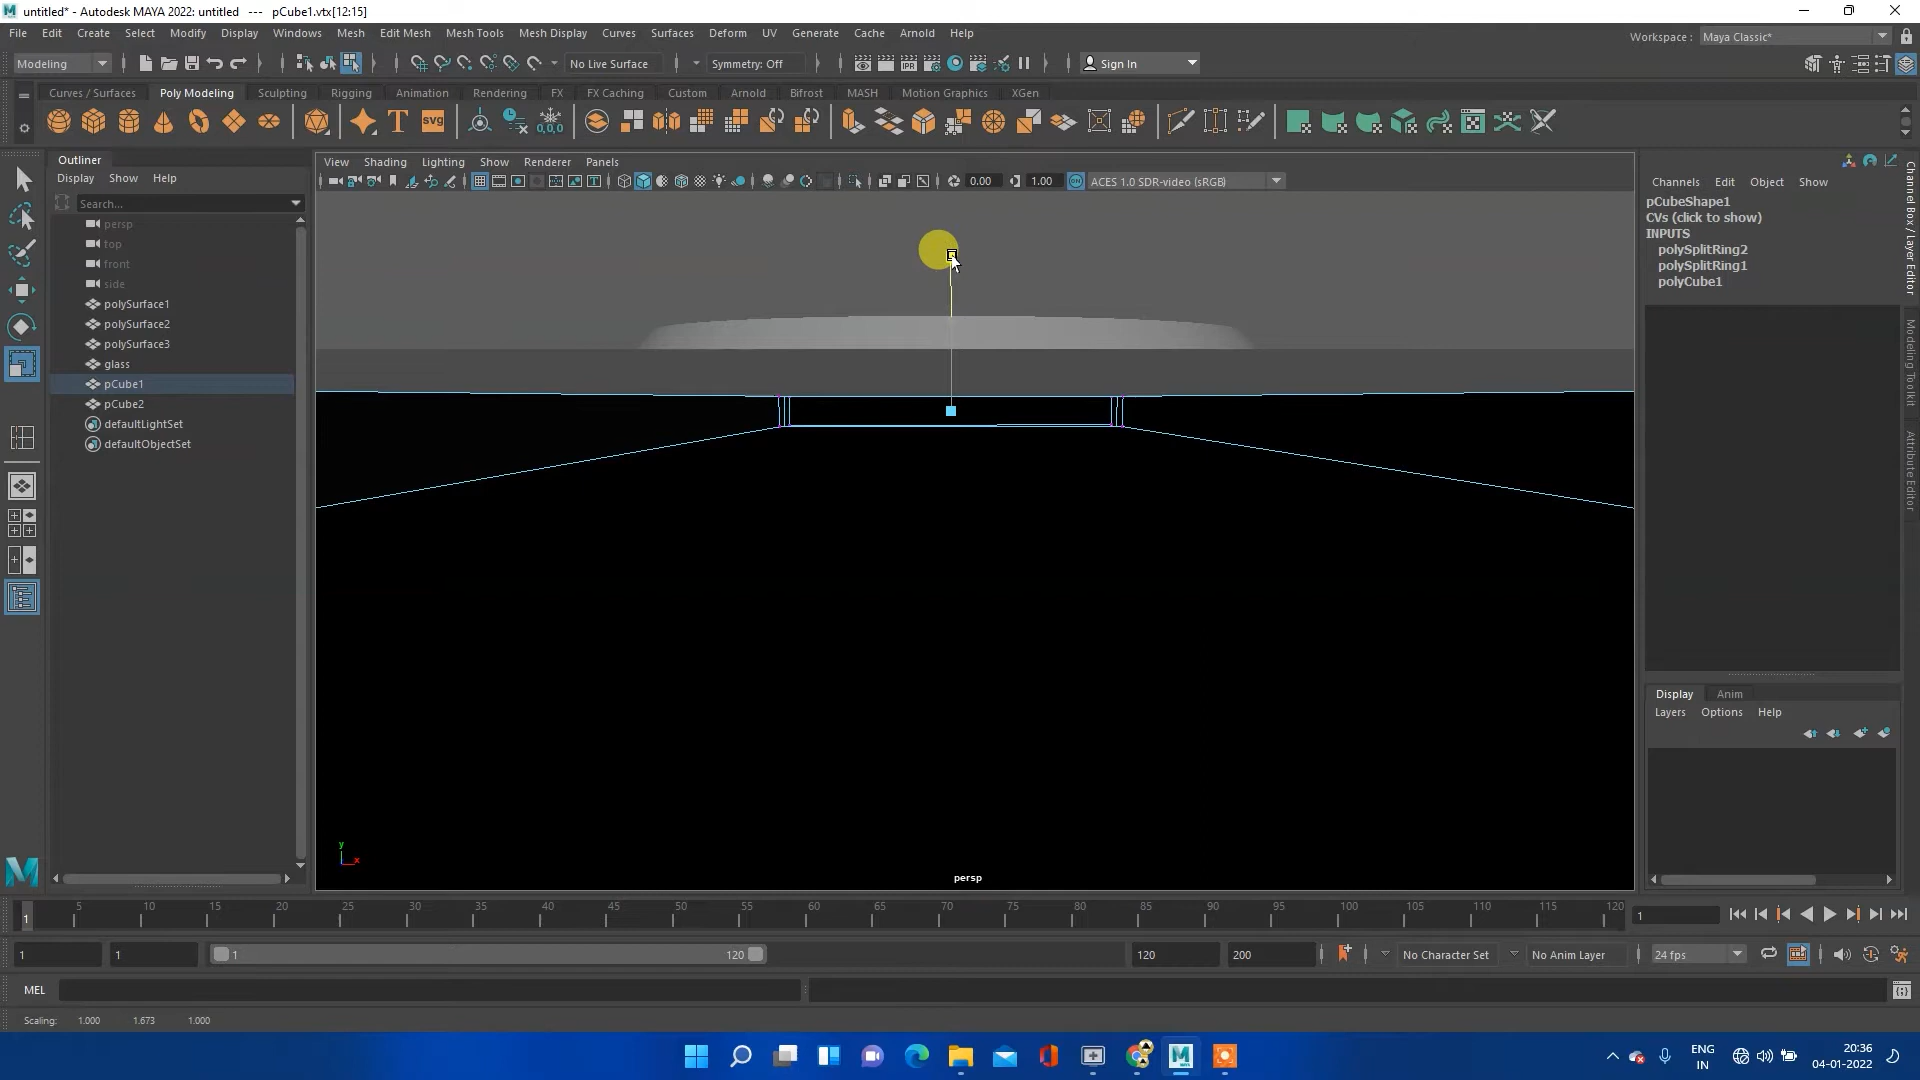 untitled* - Autodesk MAYA 2022: untitled   ---   pCube1.vtx[12:15]
File Edit Create Select Modify Display Windows Mesh Edit Mesh Mesh Tools Mesh Display Curves Surfaces Deform UV Generate Cache Arnold Help
Workspace : Maya Classic*
Modeling No Live Surface Symmetry: Off Sign In
Curves / Surfaces Poly Modeling Sculpting Rigging Animation Rendering FX FX Caching Custom Arnold Bifrost MASH Motion Graphics XGen
T svg 0,0,0
Outliner
Display Show Help
Search...
persp
top
front
side
polySurface1
polySurface2
polySurface3
glass
pCube1
pCube2
defaultLightSet
defaultObjectSet
View Shading Lighting Show Renderer Panels
0.00 1.00 ACES 1.0 SDR-video (sRGB)
y
x
persp
Channels Edit Object Show
pCubeShape1
CVs (click to show)
INPUTS
polySplitRing2
polySplitRing1
polyCube1
Channel Box / Layer Editor
Modeling Toolkit
Attribute Editor
Display Anim
Layers Options Help
1 5 10 15 20 25 30 35 40 45 50 55 60 65 70 75 80 85 90 95 100 105 110 115 120
1
1 1 1 120 120 200 No Character Set No Anim Layer 24 fps
MEL
Scaling: 1.000 1.673 1.000
ENG
IN
20:36
04-01-2022